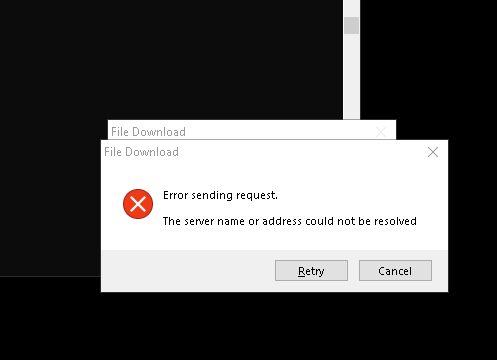 File Download
File Download
Error sending request.
The server name or address could not be resolved
Retry
Cancel